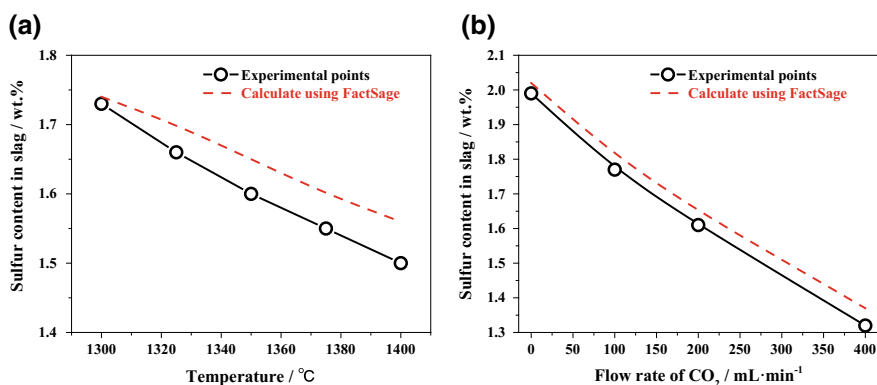 (a)
1.8
1.7
1.6
1.5
1.4
Sulfur content in slag / wt.%
Experimental points
Calculate using FactSage
1300 1320 1340 1360 1380 1400
Temperature / ℃
(b)
2.1
2.0
1.9
1.8
1.7
1.6
1.5
1.4
1.3
Sulfur content in slag / wt.%
Experimental points
Calculate using FactSage
0 50 100 150 200 250 300 350 400
Flow rate of CO₂ / mL·min⁻¹